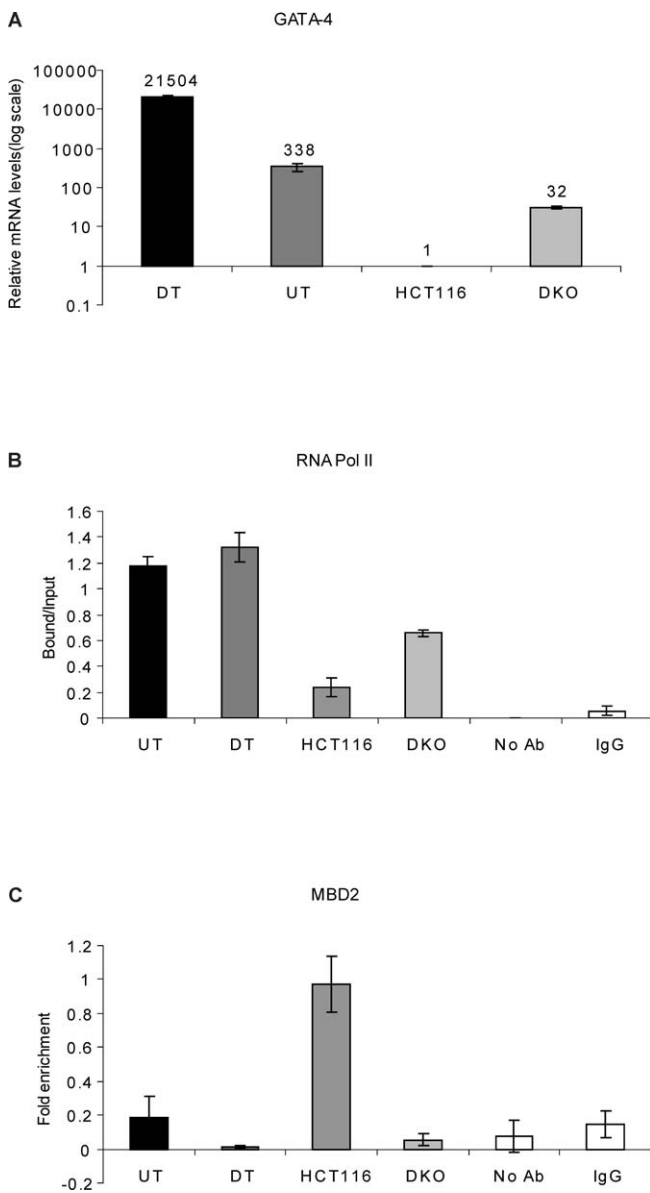 A
GATA-4
Relative mRNA levels(log scale)
100000
10000
1000
100
10
1
0.1
21504
338
1
32
DT UT HCT116 DKO
B
RNA Pol II
Bound/Input
1.6
1.4
1.2
1
0.8
0.6
0.4
0.2
0
UT DT HCT116 DKO No Ab IgG
C
MBD2
Fold enrichment
1.2
1
0.8
0.6
0.4
0.2
0
-0.2
UT DT HCT116 DKO No Ab IgG